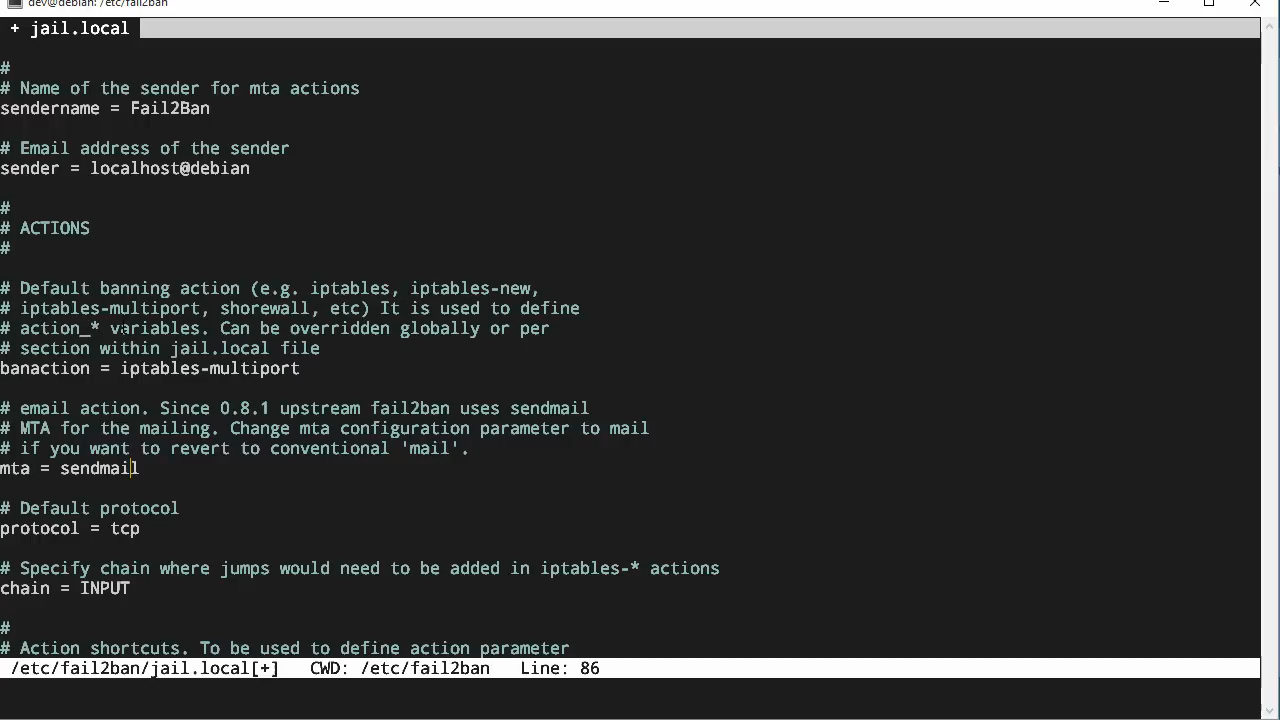 dev@debian: /etc/fail2ban
+ jail.local
#
# Name of the sender for mta actions
sendername = Fail2Ban
# Email address of the sender
sender = localhost@debian
#
# ACTIONS
#
# Default banning action (e.g. iptables, iptables-new,
# iptables-multiport, shorewall, etc) It is used to define
# action_* variables. Can be overridden globally or per
# section within jail.local file
banaction = iptables-multiport
# email action. Since 0.8.1 upstream fail2ban uses sendmail
# MTA for the mailing. Change mta configuration parameter to mail
# if you want to revert to conventional 'mail'.
mta = sendmail
# Default protocol
protocol = tcp
# Specify chain where jumps would need to be added in iptables-* actions
chain = INPUT
#
# Action shortcuts. To be used to define action parameter
/etc/fail2ban/jail.local[+]   CWD: /etc/fail2ban   Line: 86